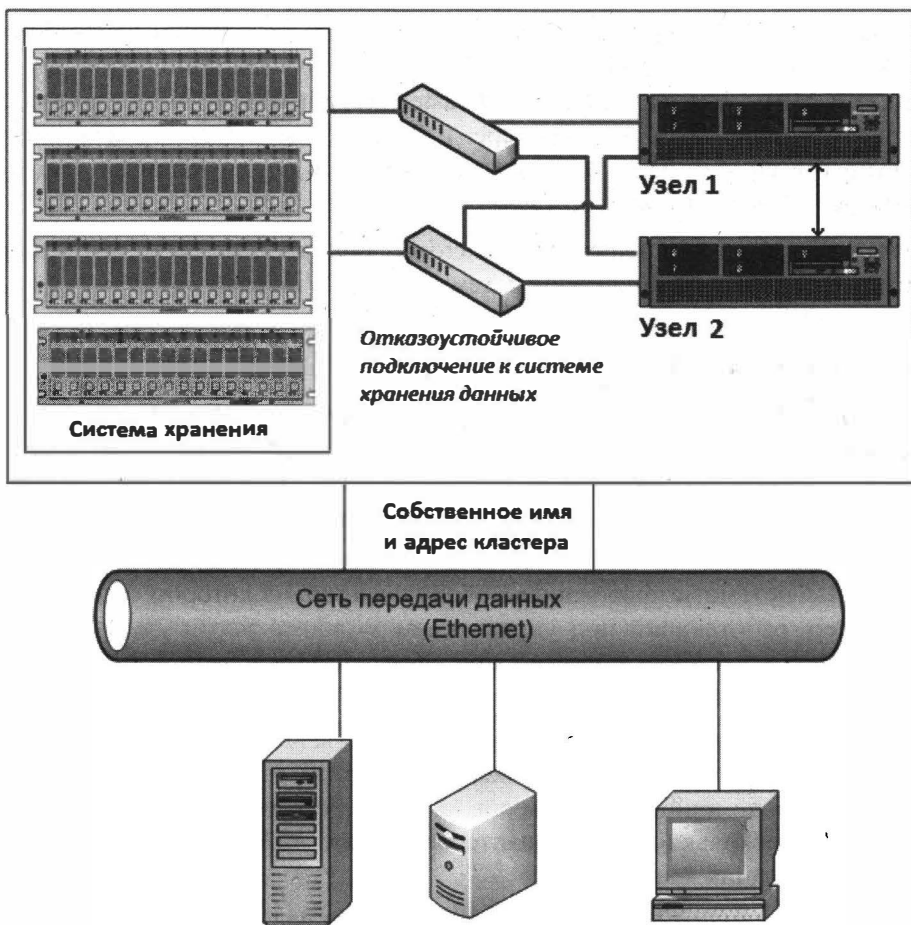 Узел 1
Узел 2
Отказоустойчивое
подключение к системе
хранения данных
Система хранения
Собственное имя
и адрес кластера
Сеть передачи данных
(Ethernet)